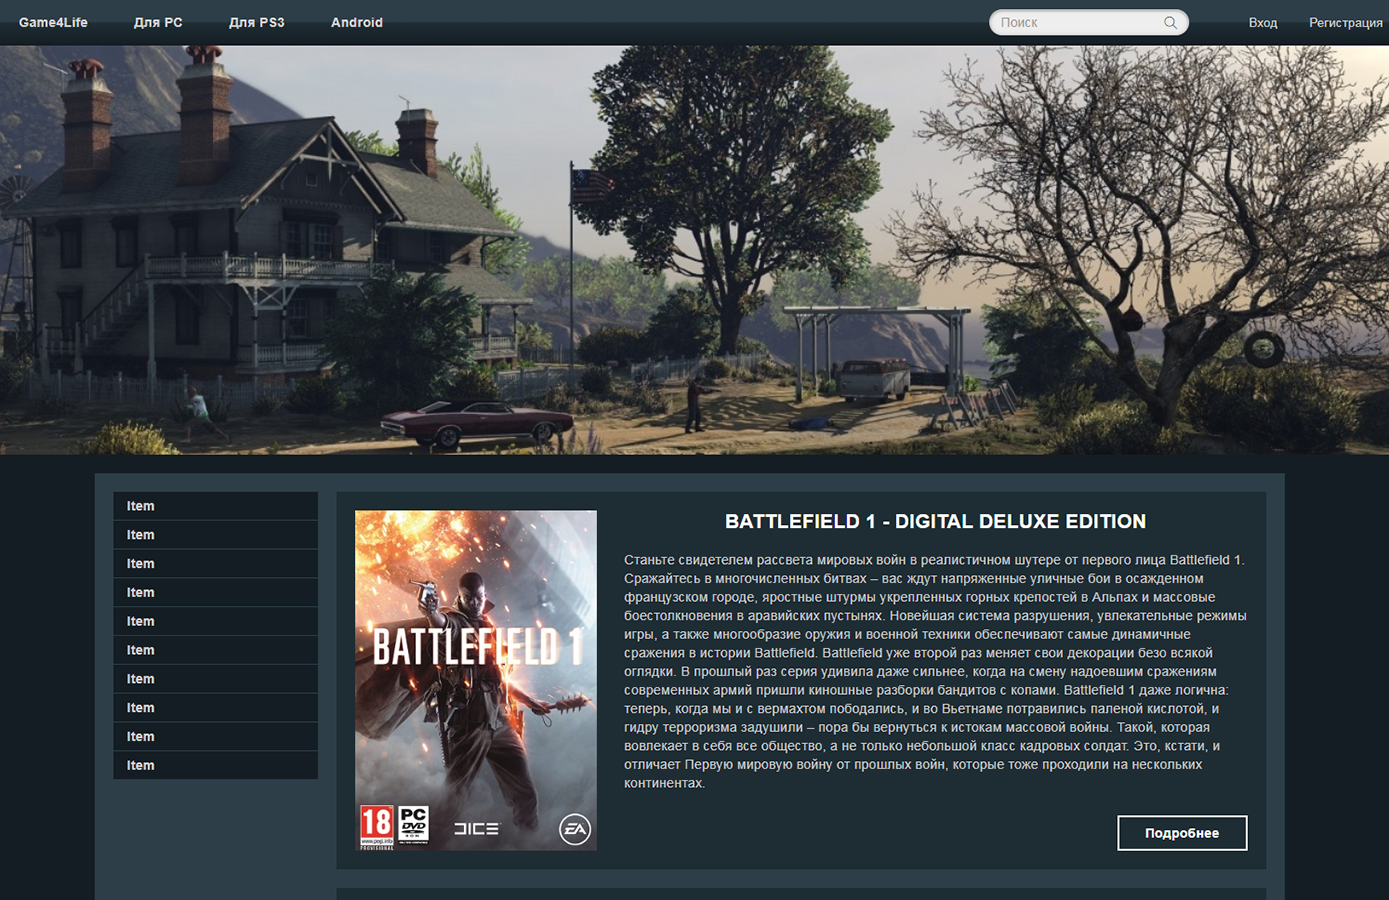 Game4Life Для PC Для PS3 Android Поиск Вход Регистрация
Item
Item
Item
Item
Item
Item
Item
Item
Item
Item
BATTLEFIELD 1
18
www.pegi.info
PROVISIONAL
PC
DVD
ROM
DICE
EA
BATTLEFIELD 1 - DIGITAL DELUXE EDITION
Станьте свидетелем рассвета мировых войн в реалистичном шутере от первого лица Battlefield 1.
Сражайтесь в многочисленных битвах – вас ждут напряженные уличные бои в осажденном
французском городе, яростные штурмы укрепленных горных крепостей в Альпах и массовые
боестолкновения в аравийских пустынях. Новейшая система разрушения, увлекательные режимы
игры, а также многообразие оружия и военной техники обеспечивают самые динамичные
сражения в истории Battlefield. Battlefield уже второй раз меняет свои декорации безо всякой
оглядки. В прошлый раз серия удивила даже сильнее, когда на смену надоевшим сражениям
современных армий пришли киношные разборки бандитов с копами. Battlefield 1 даже логична:
теперь, когда мы и с вермахтом пободались, и во Вьетнаме потравились паленой кислотой, и
гидру терроризма задушили – пора бы вернуться к истокам массовой войны. Такой, которая
вовлекает в себя все общество, а не только небольшой класс кадровых солдат. Это, кстати, и
отличает Первую мировую войну от прошлых войн, которые тоже проходили на нескольких
континентах.
Подробнее